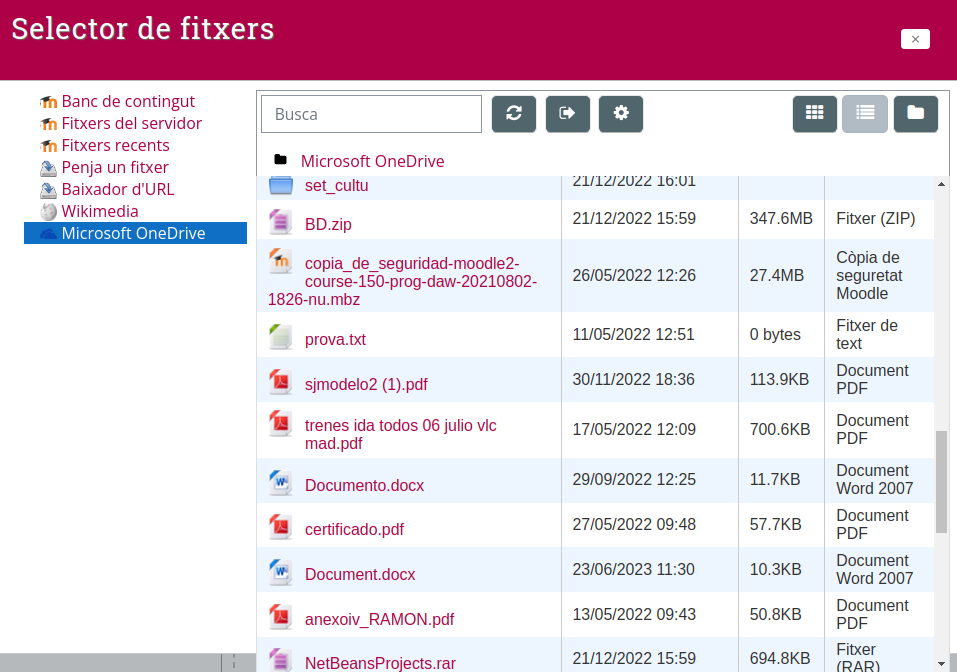 Selector de fitxers
×
Banc de contingut
Fitxers del servidor
Fitxers recents
Penja un fitxer
Baixador d'URL
Wikimedia
Microsoft OneDrive
Busca
Microsoft OneDrive
set_cultu 21/12/2022 16:01
BD.zip 21/12/2022 15:59 347.6MB Fitxer (ZIP)
copia_de_seguridad-moodle2-
course-150-prog-daw-20210802-
1826-nu.mbz
26/05/2022 12:26 27.4MB
Còpia de
seguretat
Moodle
prova.txt 11/05/2022 12:51 0 bytes
Fitxer de
text
sjmodelo2 (1).pdf 30/11/2022 18:36 113.9KB
Document
PDF
trenes ida todos 06 julio vlc
mad.pdf
17/05/2022 12:09 700.6KB
Document
PDF
Documento.docx 29/09/2022 12:25 11.7KB
Document
Word 2007
certificado.pdf 27/05/2022 09:48 57.7KB
Document
PDF
Document.docx 23/06/2023 11:30 10.3KB
Document
Word 2007
anexoiv_RAMON.pdf 13/05/2022 09:43 50.8KB
Document
PDF
NetBeansProjects.rar 21/12/2022 15:59 694.8KB
Fitxer
(RAR)